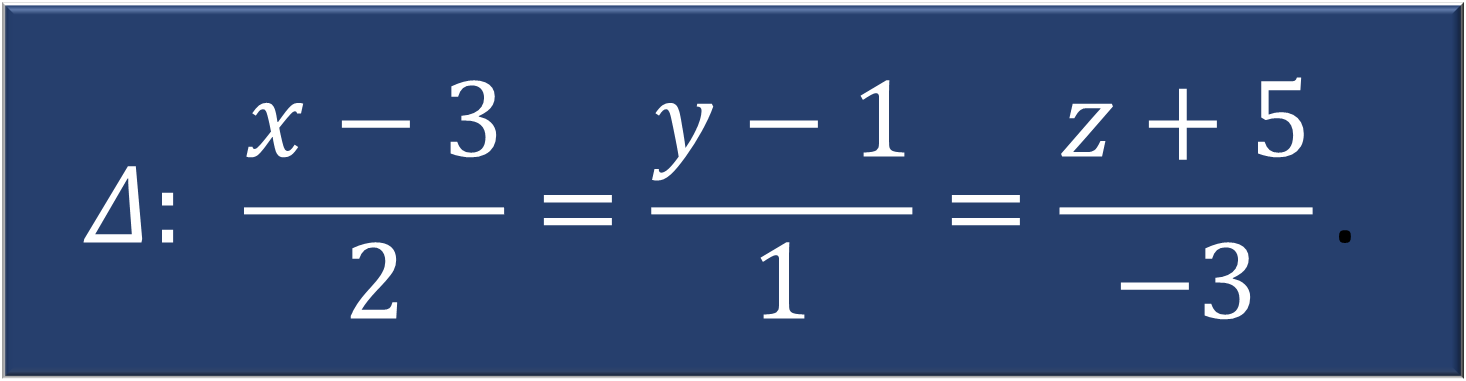 Δ: (x − 3)/2 = (y − 1)/1 = (z + 5)/−3.